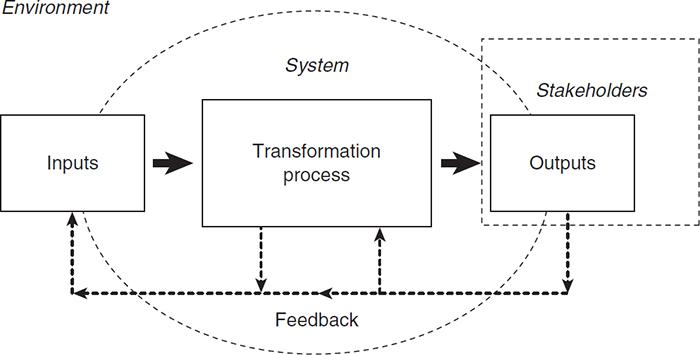 Environment
System
Stakeholders
Inputs
Transformation
process
Outputs
Feedback